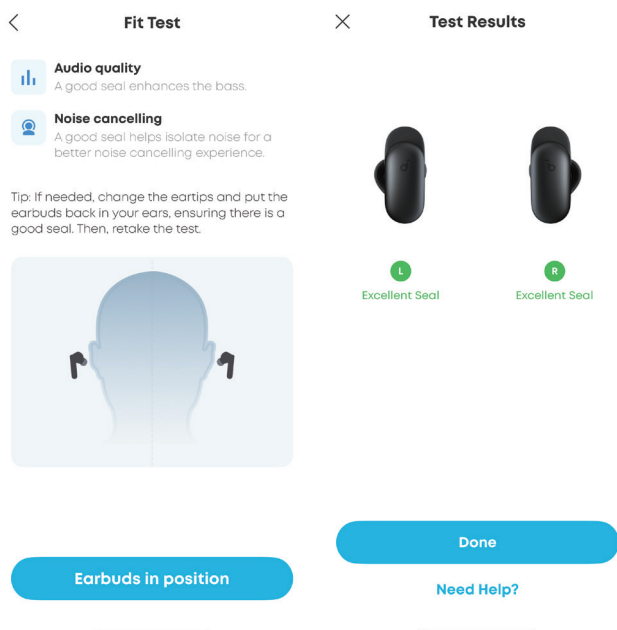 Fit Test
Audio quality
A good seal enhances the bass.
Noise cancelling
A good seal helps isolate noise for a
better noise cancelling experience.
Tip: If needed, change the eartips and put the
earbuds back in your ears, ensuring there is a
good seal. Then, retake the test.
Earbuds in position
Test Results
L
R
Excellent Seal
Excellent Seal
Done
Need Help?